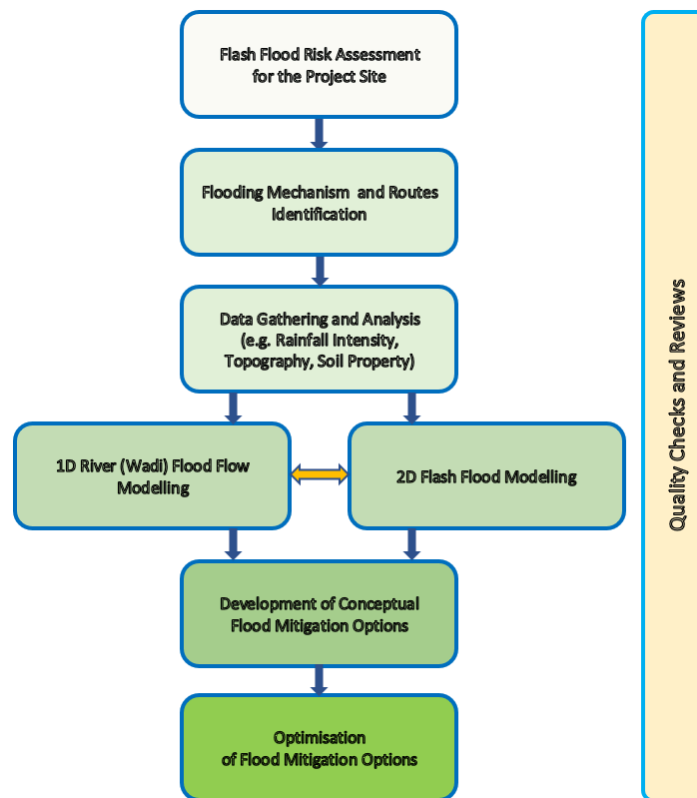 Flash Flood Risk Assessment
for the Project Site
Flooding Mechanism and Routes
Identification
Data Gathering and Analysis
(e.g. Rainfall Intensity,
Topography, Soil Property)
1D River (Wadi) Flood Flow
Modelling
2D Flash Flood Modelling
Development of Conceptual
Flood Mitigation Options
Optimisation
of Flood Mitigation Options
Quality Checks and Reviews